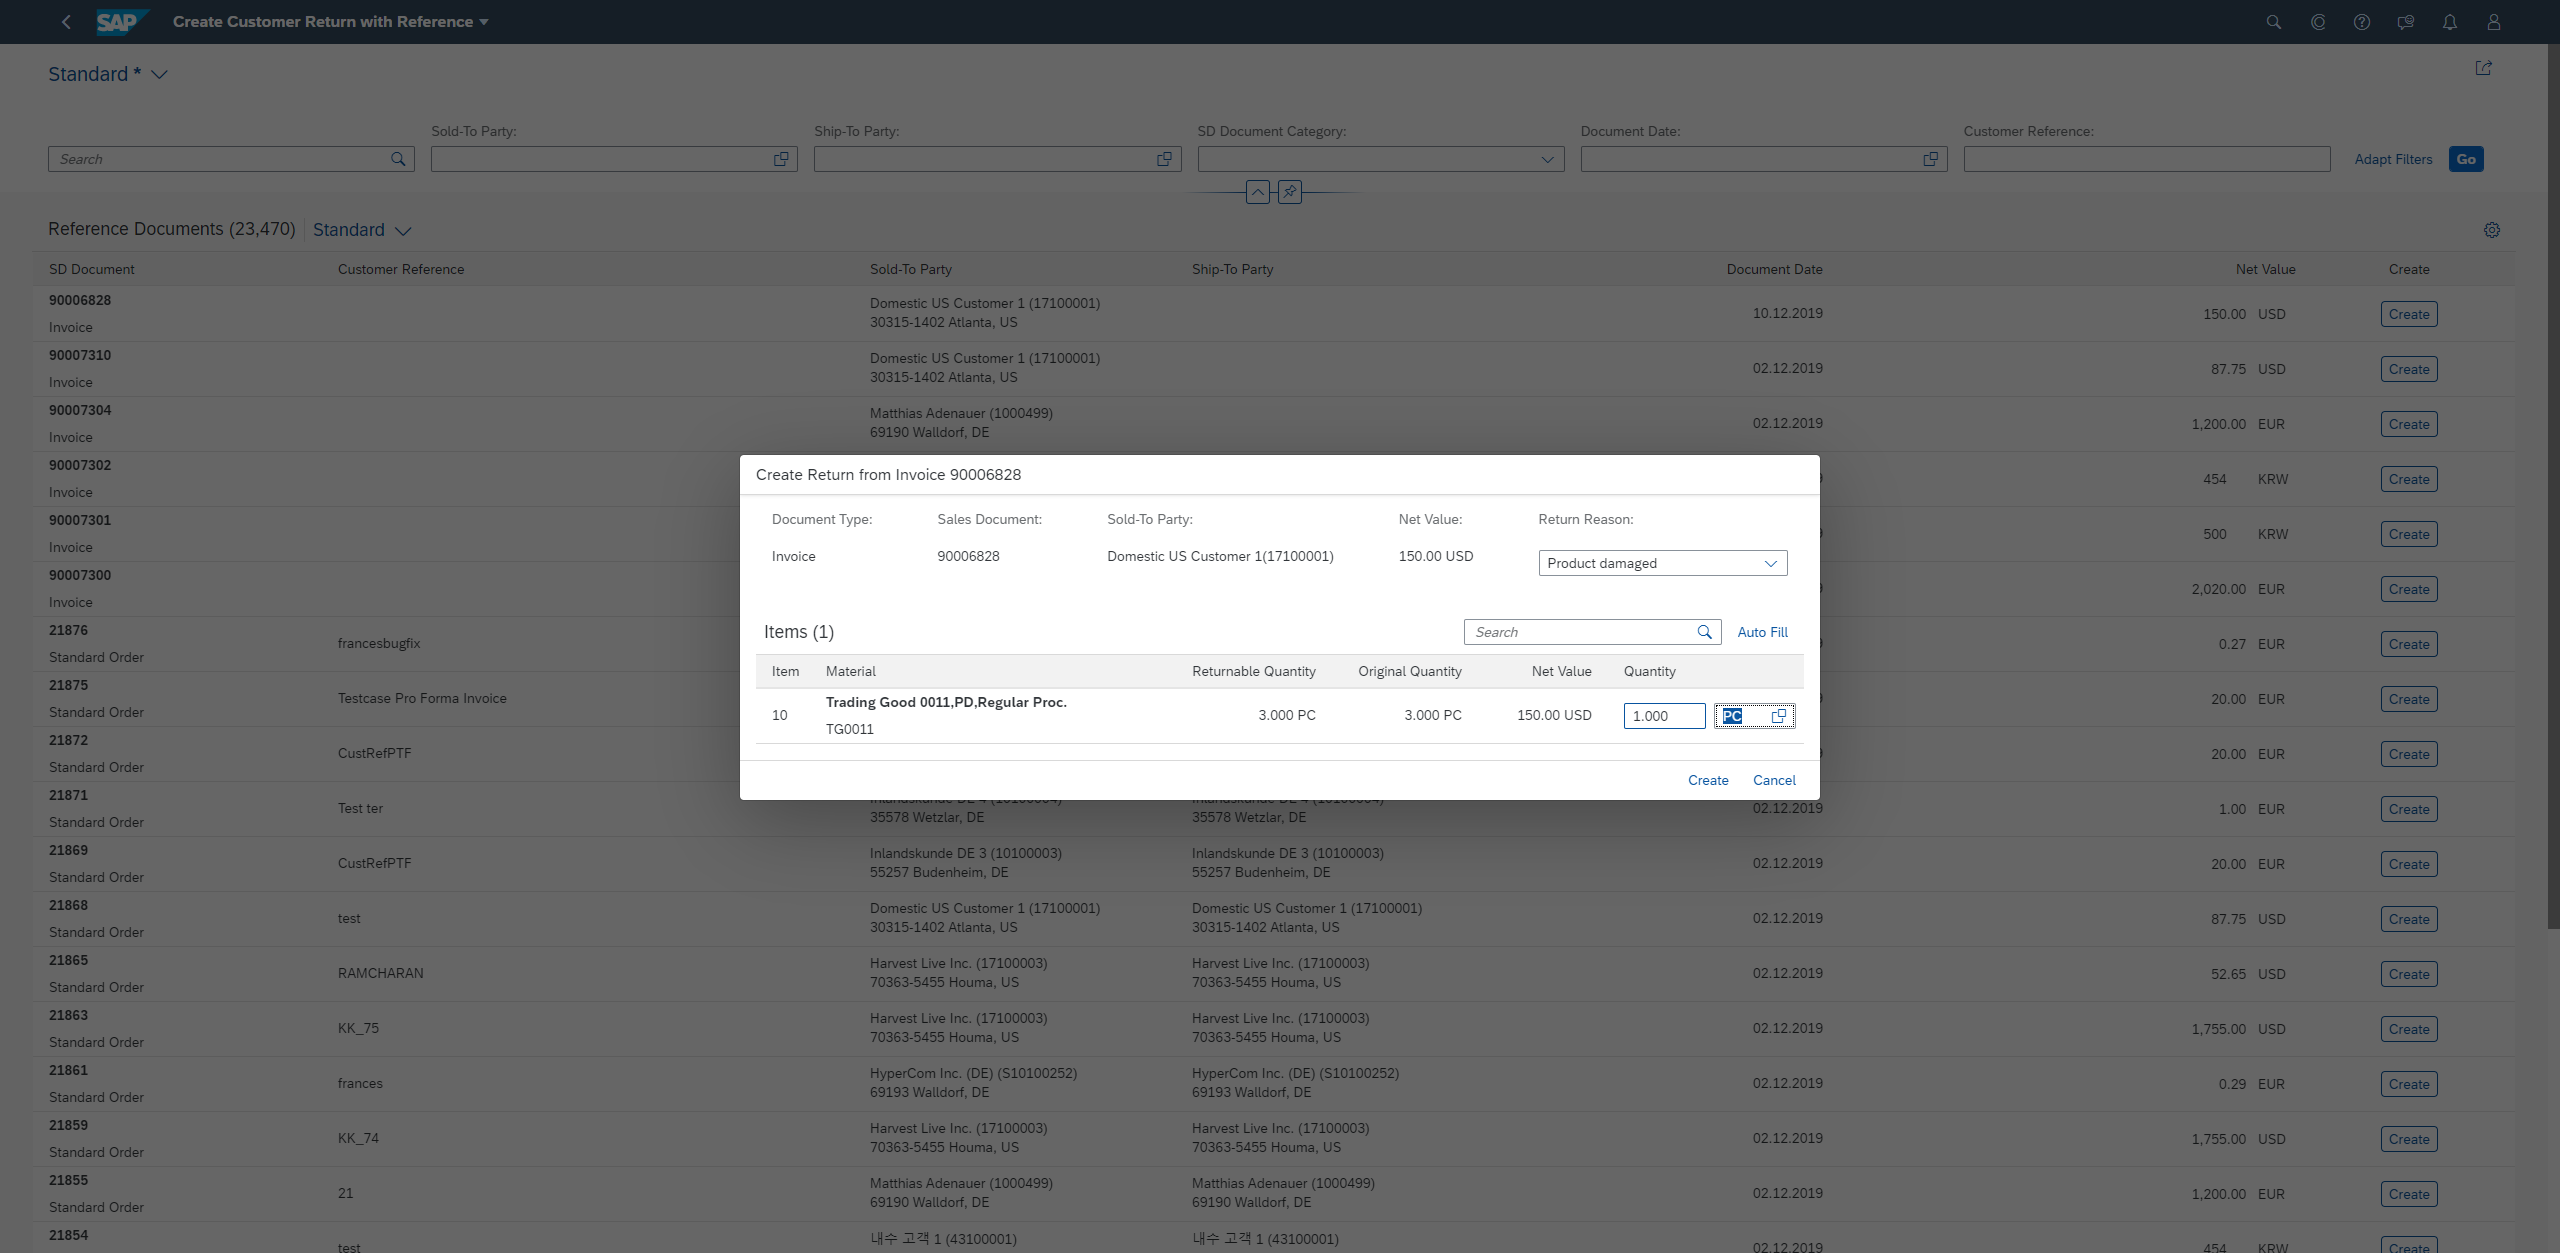 SAP Create Customer Return with Reference
Standard *
Sold-To Party: Ship-To Party: SD Document Category: Document Date: Customer Reference:
Search Adapt Filters Go
Reference Documents (23,470) Standard
SD Document Customer Reference Sold-To Party Ship-To Party Document Date Net Value Create
90006828
Invoice
Domestic US Customer 1 (17100001)
30315-1402 Atlanta, US
10.12.2019 150.00 USD Create
90007310
Invoice
Domestic US Customer 1 (17100001)
30315-1402 Atlanta, US
02.12.2019 87.75 USD Create
90007304
Invoice
Matthias Adenauer (1000499)
69190 Walldorf, DE
02.12.2019 1,200.00 EUR Create
90007302
Invoice
454 KRW Create
90007301
Invoice
500 KRW Create
90007300
Invoice
2,020.00 EUR Create
21876
Standard Order
francesbugfix
0.27 EUR Create
21875
Standard Order
Testcase Pro Forma Invoice
20.00 EUR Create
21872
Standard Order
CustRefPTF
20.00 EUR Create
Create Return from Invoice 90006828
Document Type: Sales Document: Sold-To Party: Net Value: Return Reason:
Invoice 90006828 Domestic US Customer 1(17100001) 150.00 USD Product damaged
Items (1) Search Auto Fill
Item Material Returnable Quantity Original Quantity Net Value Quantity
10
Trading Good 0011,PD,Regular Proc.
TG0011
3.000 PC 3.000 PC 150.00 USD 1.000 PC
Create Cancel
21871
Standard Order
Test ter
35578 Wetzlar, DE
35578 Wetzlar, DE
02.12.2019 1.00 EUR Create
21869
Standard Order
CustRefPTF
Inlandskunde DE 3 (10100003)
55257 Budenheim, DE
Inlandskunde DE 3 (10100003)
55257 Budenheim, DE
02.12.2019 20.00 EUR Create
21868
Standard Order
test
Domestic US Customer 1 (17100001)
30315-1402 Atlanta, US
Domestic US Customer 1 (17100001)
30315-1402 Atlanta, US
02.12.2019 87.75 USD Create
21865
Standard Order
RAMCHARAN
Harvest Live Inc. (17100003)
70363-5455 Houma, US
Harvest Live Inc. (17100003)
70363-5455 Houma, US
02.12.2019 52.65 USD Create
21863
Standard Order
KK_75
Harvest Live Inc. (17100003)
70363-5455 Houma, US
Harvest Live Inc. (17100003)
70363-5455 Houma, US
02.12.2019 1,755.00 USD Create
21861
Standard Order
frances
HyperCom Inc. (DE) (S10100252)
69193 Walldorf, DE
HyperCom Inc. (DE) (S10100252)
69193 Walldorf, DE
02.12.2019 0.29 EUR Create
21859
Standard Order
KK_74
Harvest Live Inc. (17100003)
70363-5455 Houma, US
Harvest Live Inc. (17100003)
70363-5455 Houma, US
02.12.2019 1,755.00 USD Create
21855
Standard Order
21
Matthias Adenauer (1000499)
69190 Walldorf, DE
Matthias Adenauer (1000499)
69190 Walldorf, DE
02.12.2019 1,200.00 EUR Create
21854
test
내수 고객 1 (43100001)
내수 고객 1 (43100001)
02.12.2019 454 KRW Create